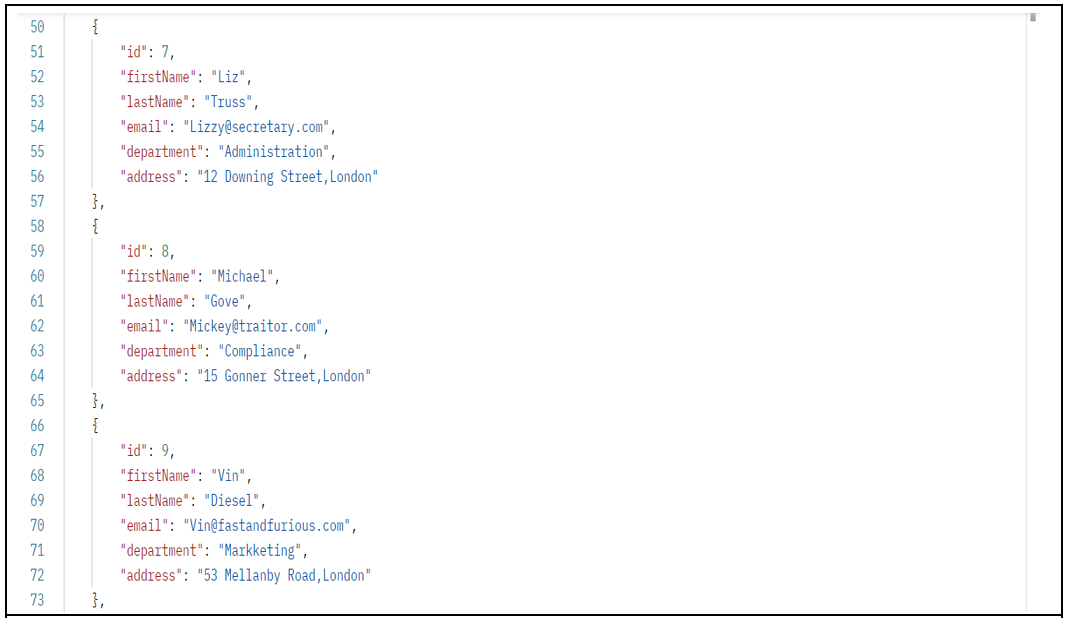 50 {
51 "id": 7,
52 "firstName": "Liz",
53 "lastName": "Truss",
54 "email": "Lizzy@secretary.com",
55 "department": "Administration",
56 "address": "12 Downing Street,London"
57 },
58 {
59 "id": 8,
60 "firstName": "Michael",
61 "lastName": "Gove",
62 "email": "Mickey@traitor.com",
63 "department": "Compliance",
64 "address": "15 Gonner Street,London"
65 },
66 {
67 "id": 9,
68 "firstName": "Vin",
69 "lastName": "Diesel",
70 "email": "Vin@fastandfurious.com",
71 "department": "Markketing",
72 "address": "53 Mellanby Road,London"
73 },